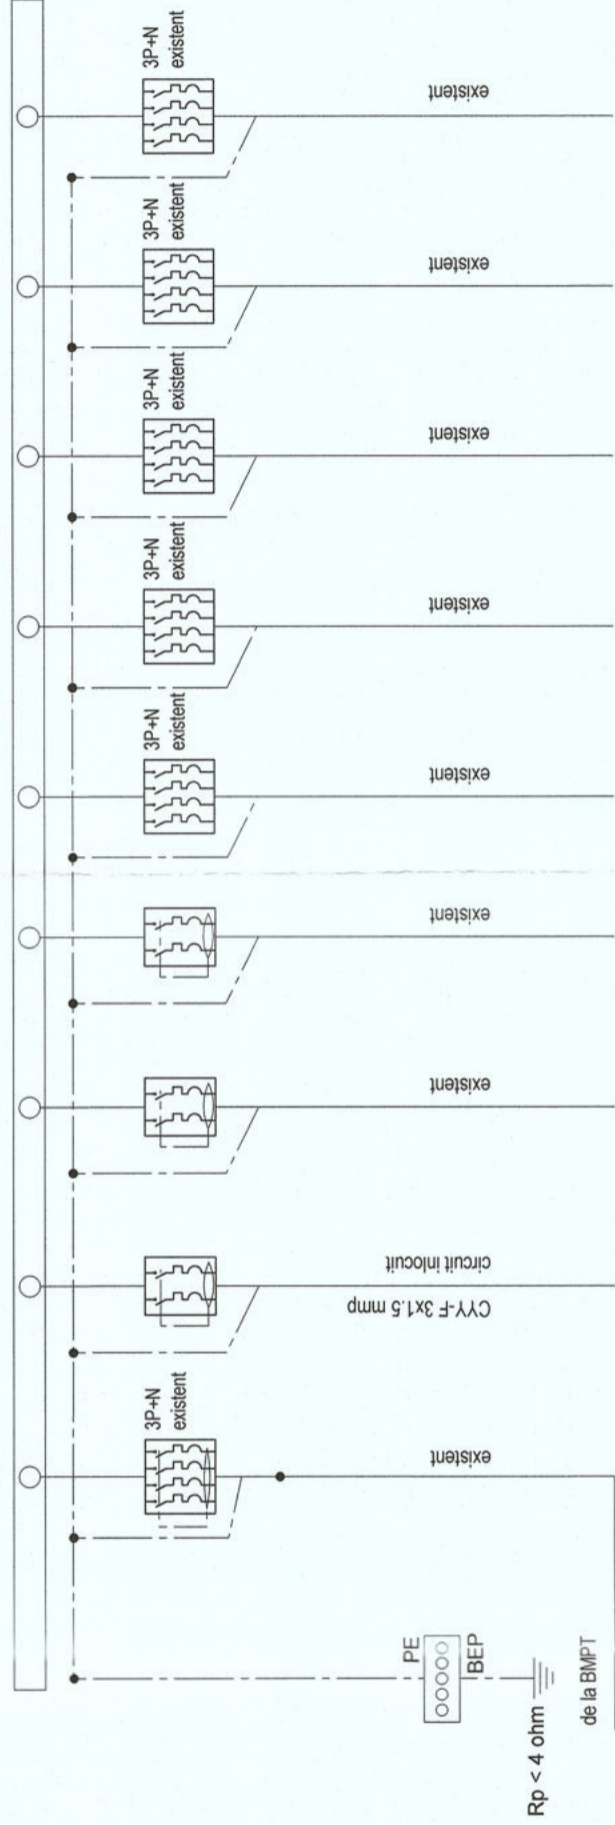 3P+N
existent
existent
3P+N
existent
existent
3P+N
existent
existent
3P+N
existent
existent
3P+N
existent
existent
existent
existent
circuit inlocuit
CYY-F 3x1.5 mmp
3P+N
existent
existent
PE
BEP
Rp < 4 ohm
de la BMPT